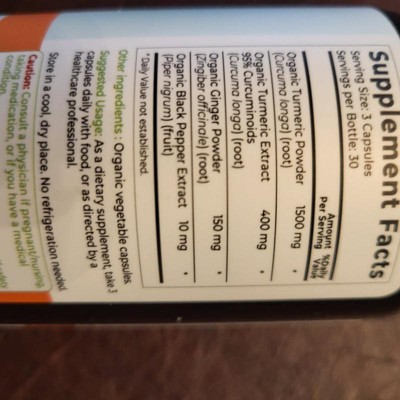 Supplement Facts
Serving Size: 3 Capsules
Servings per Bottle: 30
Amount %Daily
Per Serving Value
Organic Turmeric Powder 1500 mg *
(Curcuma longa) (root)
Organic Turmeric Extract 400 mg *
95% Curcuminoids
(Curcuma longa) (root)
Organic Ginger Powder 150 mg *
(Zingiber officinale) (root)
Organic Black Pepper Extract 10 mg *
(Piper nigrum) (fruit)
* Daily Value not established.
Other ingredients : Organic vegetable capsules.
Suggested Usage: As a dietary supplement, take 3
capsules daily with food, or as directed by a
healthcare professional.
Store in a cool, dry place. No refrigeration needed.
Caution: Consult a physician if pregnant/nursing
taking medication, or if you have a medical
condition.